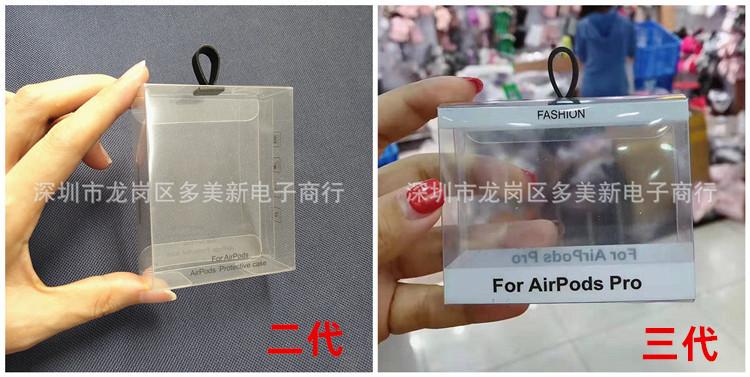 深圳市龙岗区多美新电子商行
For AirPods
AirPods Protective case
二代
FASHION
深圳市龙岗区多美新电子商行
For AirPods Pro
For AirPods Pro
三代